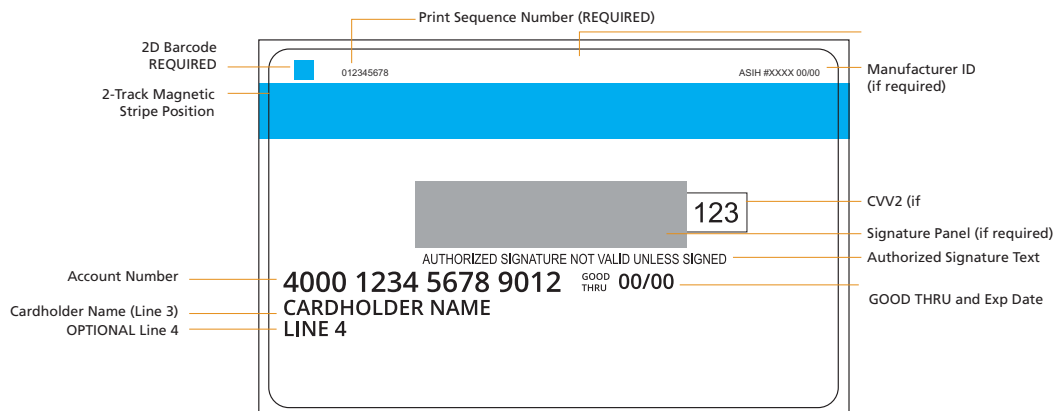 Print Sequence Number (REQUIRED)
2D Barcode
REQUIRED
012345678
ASIH #XXXX 00/00
Manufacturer ID
(if required)
2-Track Magnetic
Stripe Position
123
CVV2 (if
Signature Panel (if required)
AUTHORIZED SIGNATURE NOT VALID UNLESS SIGNED
Authorized Signature Text
Account Number
4000 1234 5678 9012
GOOD
THRU
00/00
GOOD THRU and Exp Date
Cardholder Name (Line 3)
CARDHOLDER NAME
OPTIONAL Line 4
LINE 4